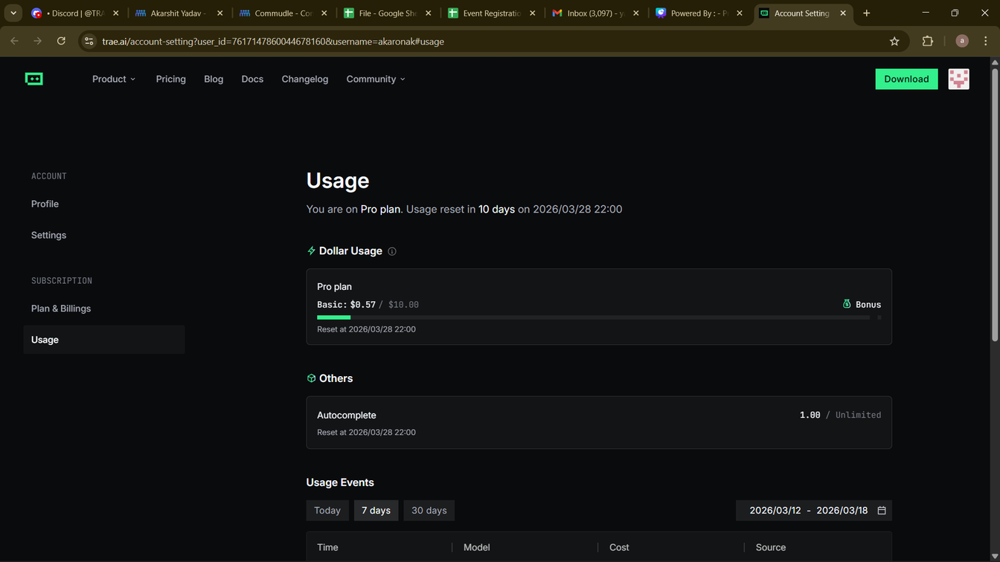 • Discord | @TRA
Akarshit Yadav -
Commudle - Cor
File - Google She
Event Registratio
Inbox (3,097) - y
Powered By : - P
Account Setting
trae.ai/account-setting?user_id=7617147860044678160&username=akaronak#usage
a
Product
Pricing
Blog
Docs
Changelog
Community
Download
ACCOUNT
Profile
Settings
SUBSCRIPTION
Plan & Billings
Usage
Usage
You are on Pro plan. Usage reset in 10 days on 2026/03/28 22:00
Dollar Usage
Pro plan
Basic: $0.57 / $10.00
Bonus
Reset at 2026/03/28 22:00
Others
Autocomplete
1.00 / Unlimited
Reset at 2026/03/28 22:00
Usage Events
Today
7 days
30 days
2026/03/12 - 2026/03/18
Time
Model
Cost
Source